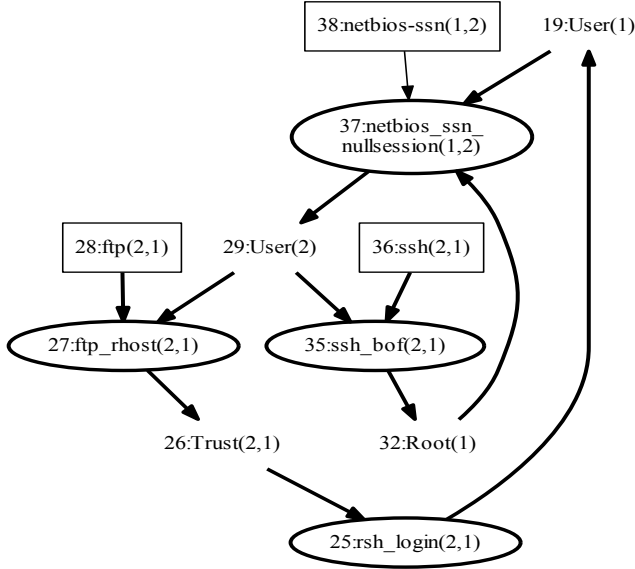 38:netbios-ssn(1,2)
19:User(1)
37:netbios_ssn_
nullsession(1,2)
28:ftp(2,1)
29:User(2)
36:ssh(2,1)
27:ftp_rhost(2,1)
35:ssh_bof(2,1)
26:Trust(2,1)
32:Root(1)
25:rsh_login(2,1)